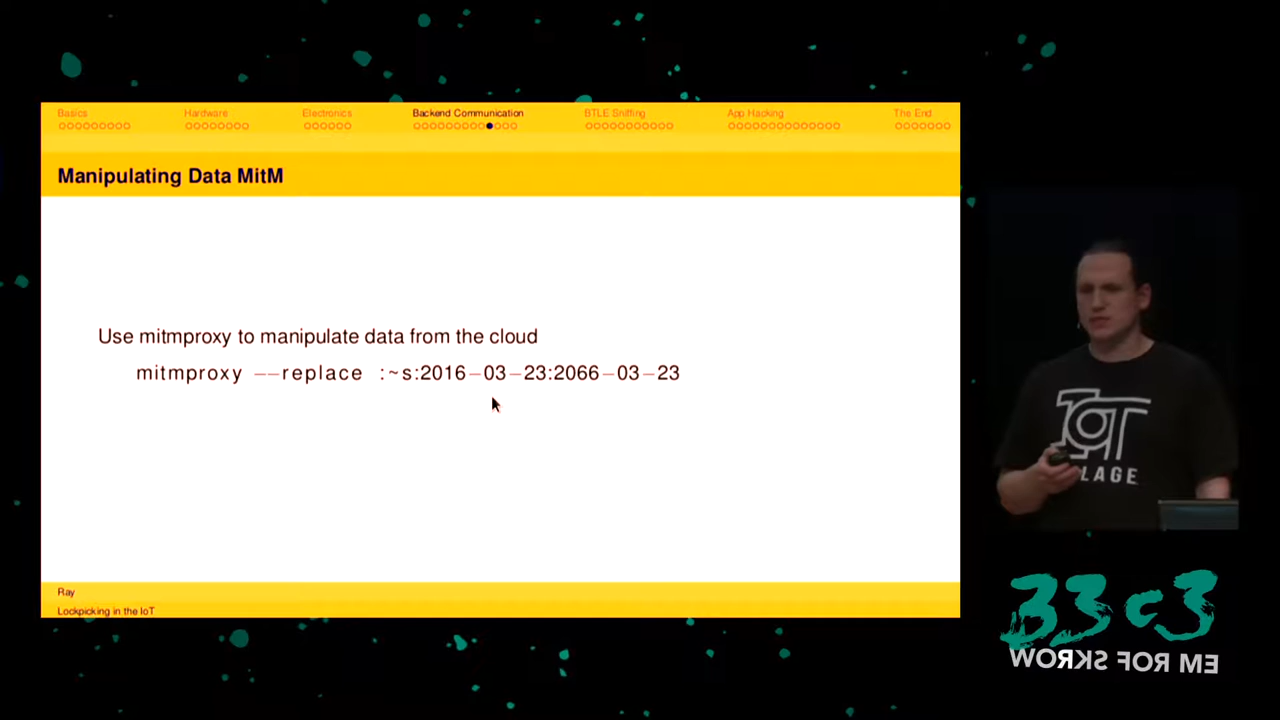 Basics Hardware Electronics Backend Communication BTLE Sniffing App Hacking The End
Manipulating Data MitM
Use mitmproxy to manipulate data from the cloud
mitmproxy --replace :~s:2016-03-23:2066-03-23
Ray
Lockpicking in the IoT
IOT
LAGE
33c3
WORKS FOR ME